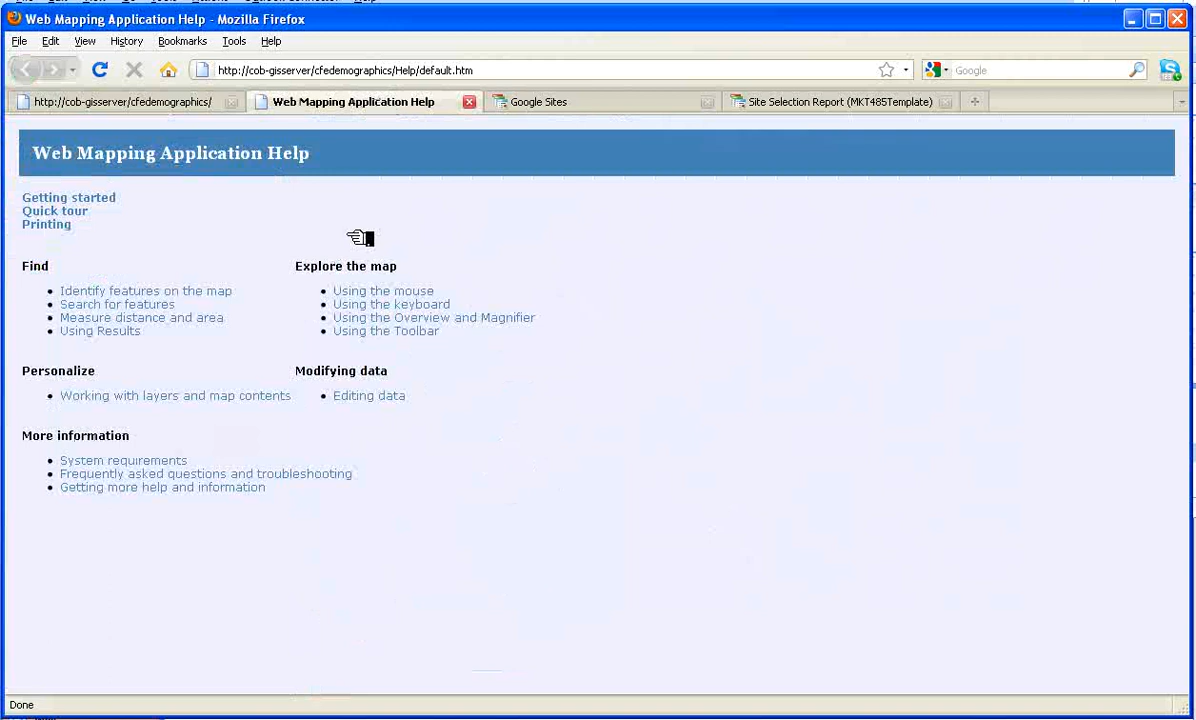 Web Mapping Application Help - Mozilla Firefox
File Edit View History Bookmarks Tools Help
http://cob-gisserver/cfedemographics/Help/default.htm
Google
http://cob-gisserver/cfedemographics/
Web Mapping Application Help
Google Sites
Site Selection Report (MKT485Template)
Web Mapping Application Help
Getting started
Quick tour
Printing
Find
Identify features on the map
Search for features
Measure distance and area
Using Results
Explore the map
Using the mouse
Using the keyboard
Using the Overview and Magnifier
Using the Toolbar
Personalize
Working with layers and map contents
Modifying data
Editing data
More information
System requirements
Frequently asked questions and troubleshooting
Getting more help and information
Done